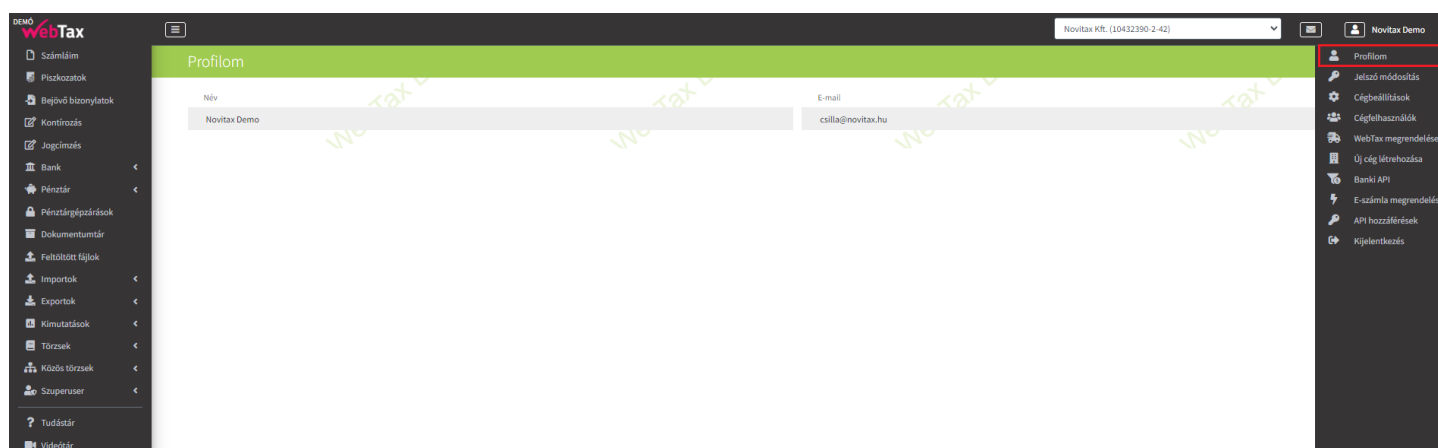 DEMÓ
WebTax
Novitax Kft. (10432390-2-42)
Novitax Demo
Számláim
Piszkozatok
Bejövő bizonylatok
Kontírozás
Jogcímzés
Bank
Pénztár
Pénztárgépzárások
Dokumentumtár
Feltöltött fájlok
Importok
Exportok
Kimutatások
Törzsek
Közös törzsek
Szuperuser
Tudástár
Videótár
Profilom
Név
E-mail
Novitax Demo
csilla@novitax.hu
Profilom
Jelszó módosítás
Cégbeállítások
Cégfelhasználók
WebTax megrendelése
Új cég létrehozása
Banki API
E-számla megrendelés
API hozzáférések
Kijelentkezés